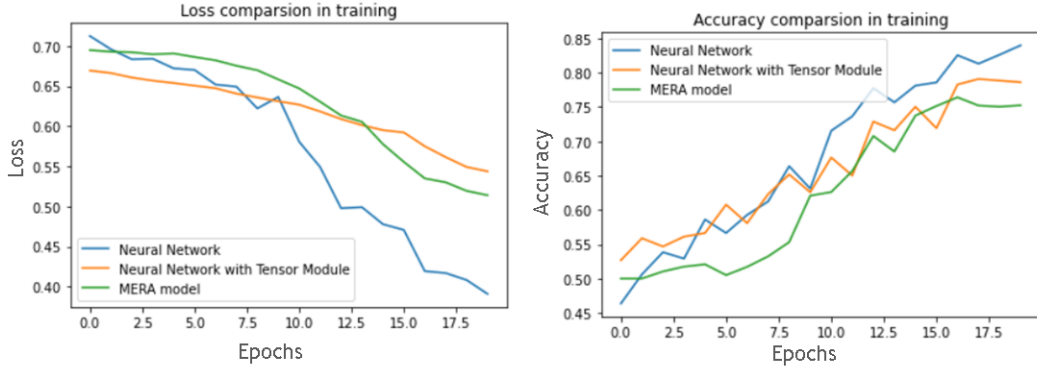 Loss comparsion in training
Loss
0.70
0.65
0.60
0.55
0.50
0.45
0.40
Neural Network
Neural Network with Tensor Module
MERA model
0.0 2.5 5.0 7.5 10.0 12.5 15.0 17.5
Epochs
Accuracy comparsion in training
Accuracy
0.85
0.80
0.75
0.70
0.65
0.60
0.55
0.50
0.45
Neural Network
Neural Network with Tensor Module
MERA model
0.0 2.5 5.0 7.5 10.0 12.5 15.0 17.5
Epochs